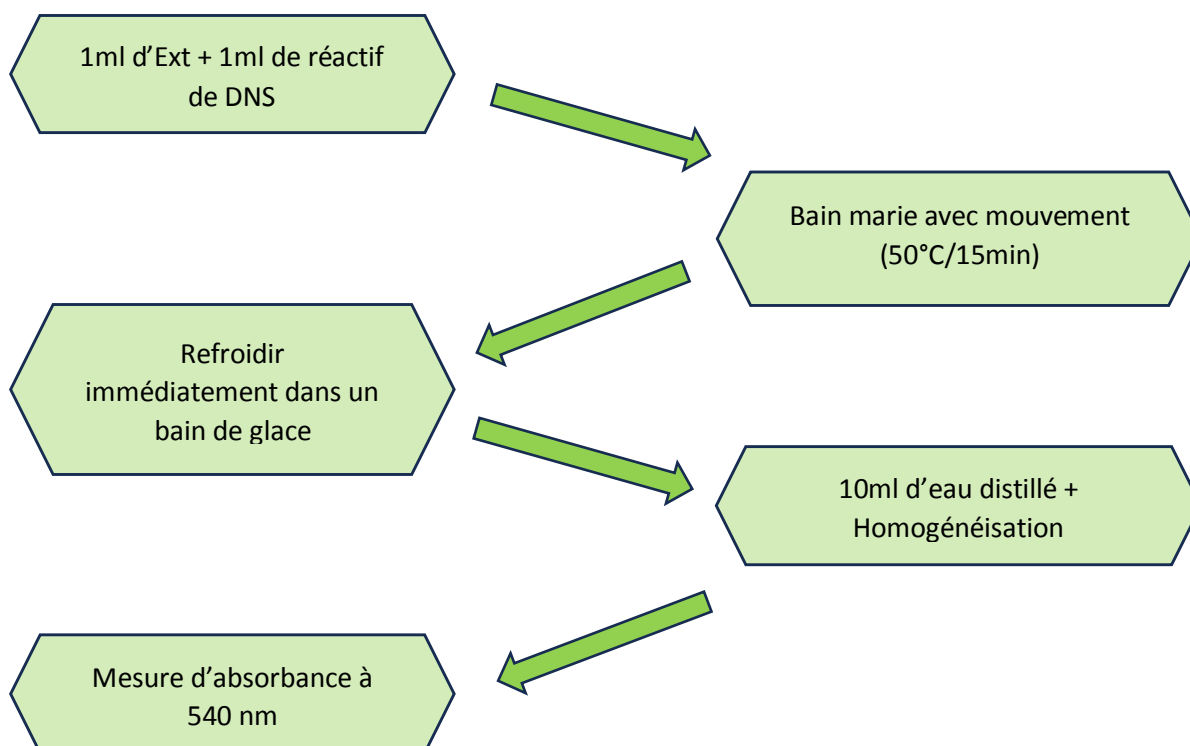 1ml d’Ext + 1ml de réactif
de DNS
Bain marie avec mouvement
(50°C/15min)
Refroidir
immédiatement dans un
bain de glace
10ml d’eau distillé +
Homogénéisation
Mesure d’absorbance à
540 nm